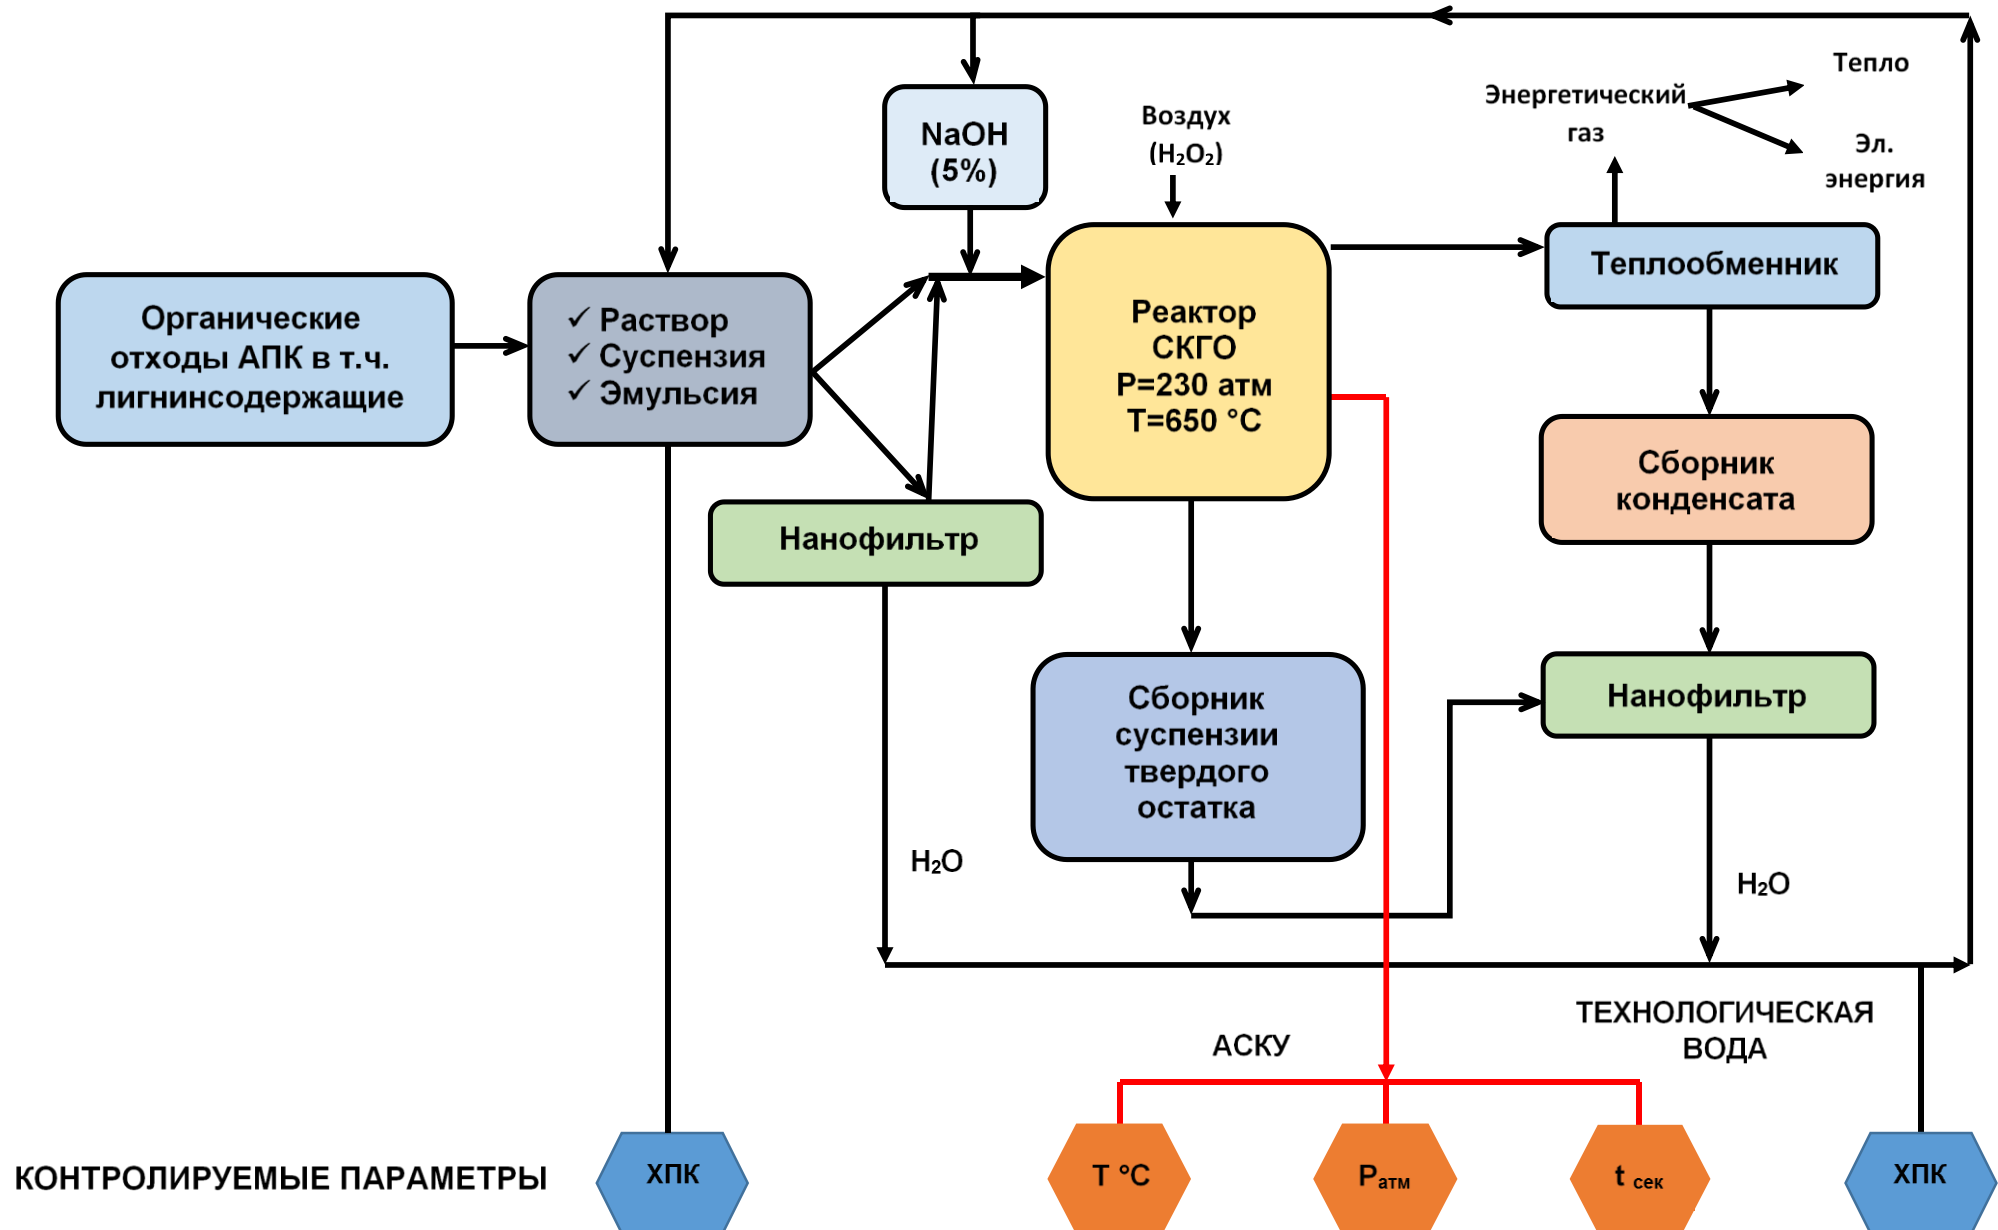 Тепло
Энергетический
газ
Эл.
энергия
Воздух
(H₂O₂)
NaOH
(5%)
Органические
отходы АПК в т.ч.
лигнинсодержащие
✓ Раствор
✓ Суспензия
✓ Эмульсия
Реактор
СКГО
P=230 атм
T=650 °C
Теплообменник
Сборник
конденсата
Нанофильтр
Сборник
суспензии
твердого
остатка
Нанофильтр
H₂O
H₂O
ТЕХНОЛОГИЧЕСКАЯ
ВОДА
АСКУ
КОНТРОЛИРУЕМЫЕ ПАРАМЕТРЫ
ХПК
T °C
Pатм
t сек
ХПК